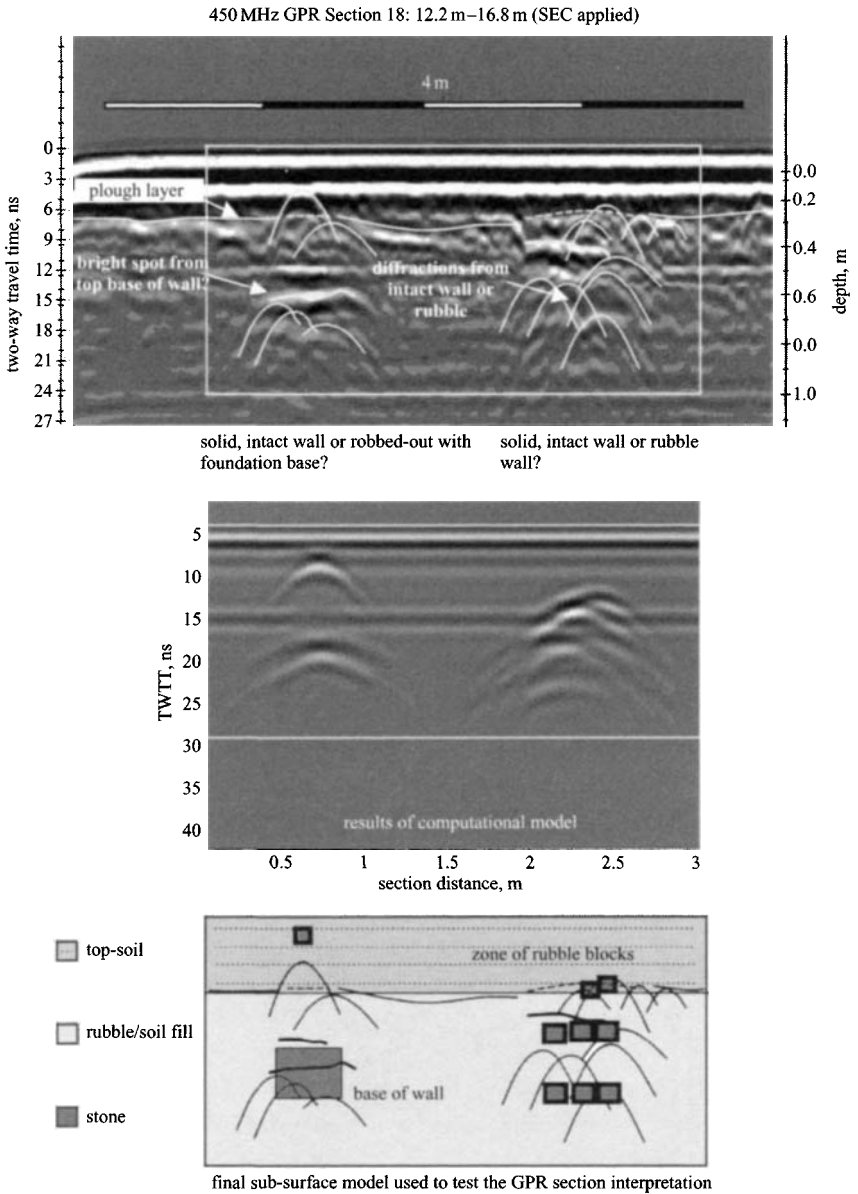 450 MHz GPR Section 18: 12.2 m–16.8 m (SEC applied)
4 m
0
3
6
9
12
15
18
21
24
27
two-way travel time, ns
0.0
0.2
0.4
0.6
0.0
1.0
depth, m
plough layer
bright spot from
top base of wall?
diffractions from
intact wall or
rubble
solid, intact wall or robbed-out with
foundation base?
solid, intact wall or rubble
wall?
5
10
15
20
25
30
35
40
TWTT, ns
results of computational model
0.5
1
1.5
2
2.5
3
section distance, m
top-soil
rubble/soil fill
stone
zone of rubble blocks
base of wall
final sub-surface model used to test the GPR section interpretation